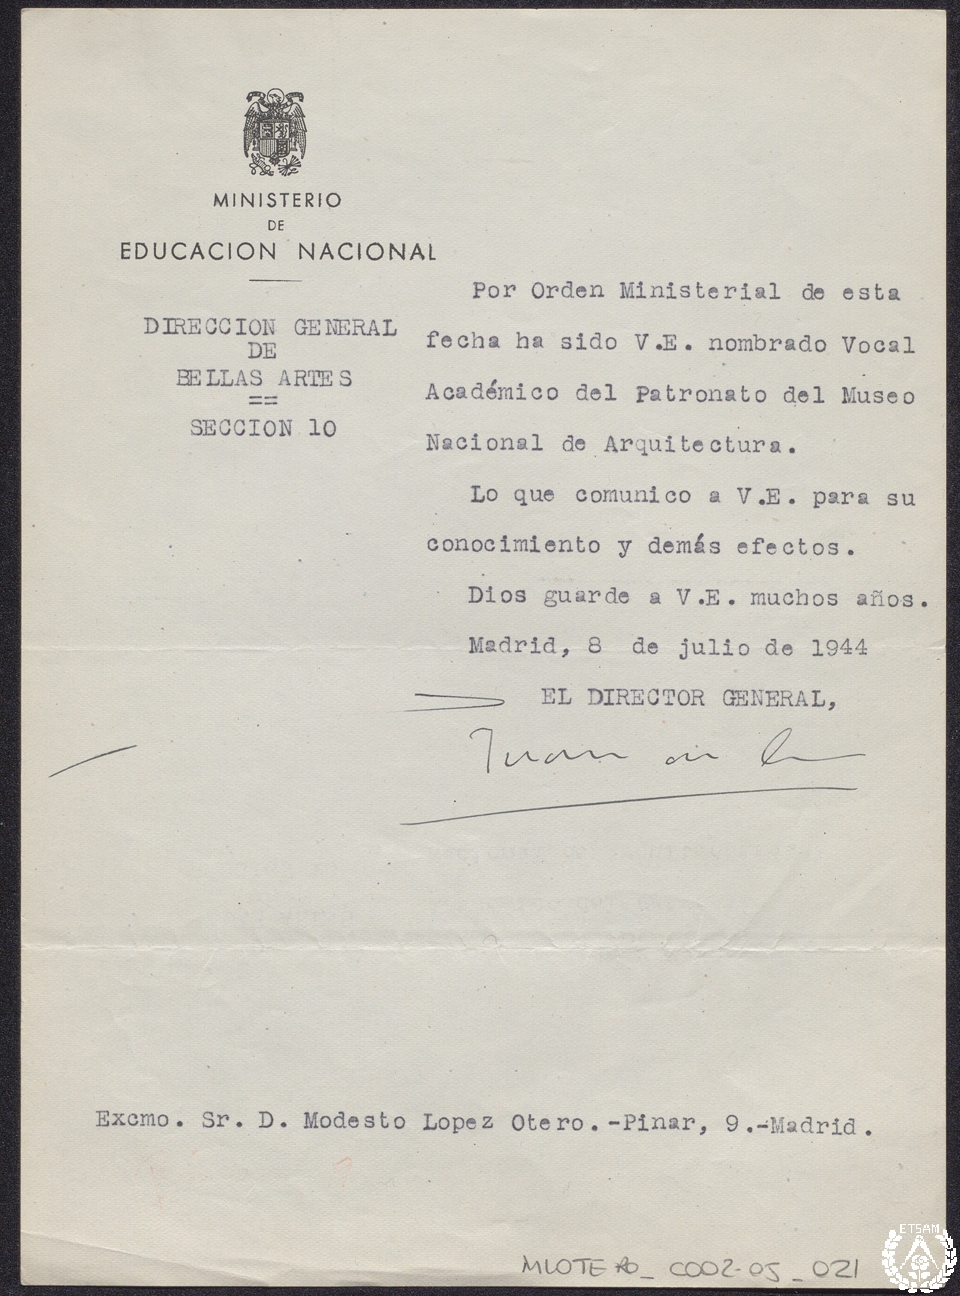 MINISTERIO
DE
EDUCACION NACIONAL
DIRECCION GENERAL
DE
BELLAS ARTES
==
SECCION 10
Por Orden Ministerial de esta
fecha ha sido V.E. nombrado Vocal
Académico del Patronato del Museo
Nacional de Arquitectura.
Lo que comunico a V.E. para su
conocimiento y demás efectos.
Dios guarde a V.E. muchos años.
Madrid, 8 de julio de 1944
EL DIRECTOR GENERAL,
Juan
Excmo. Sr. D. Modesto Lopez Otero.-Pinar, 9.-Madrid.
MLOTERO_C002-05_021
ETSAM